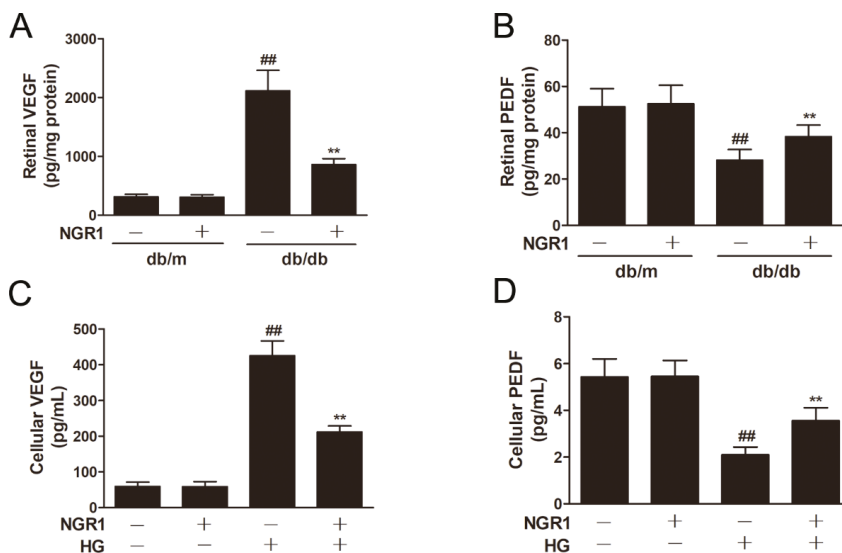 A
Retinal VEGF
(pg/mg protein)
3000
2000
1000
0
##
**
NGR1 — + — +
db/m db/db
B
Retinal PEDF
(pg/mg protein)
80
60
40
20
0
##
**
NGR1 — + — +
db/m db/db
C
Cellular VEGF
(pg/mL)
500
400
300
200
100
0
##
**
NGR1 — + — +
HG — — + +
D
Cellular PEDF
(pg/mL)
8
6
4
2
0
##
**
NGR1 — + — +
HG — — + +